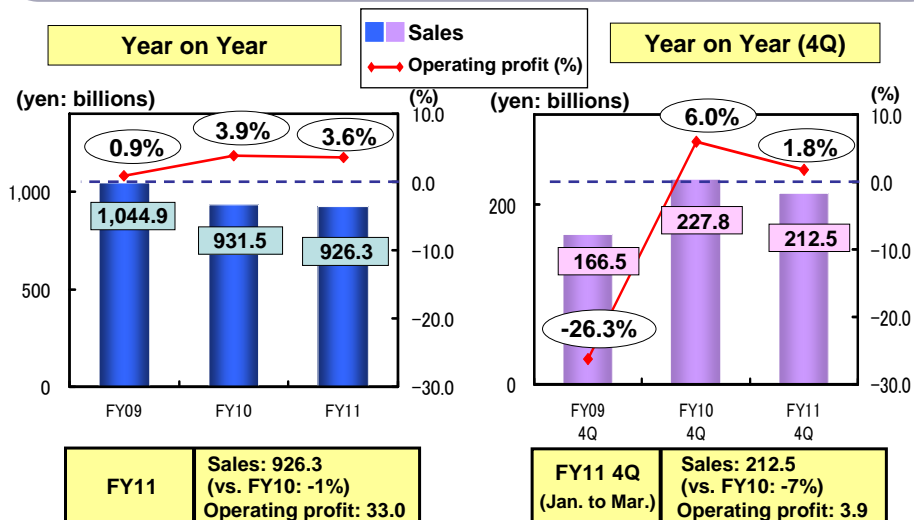 Year on Year
Sales
Operating profit (%)
Year on Year (4Q)
(yen: billions)
(%)
10.0
0.0
-10.0
-20.0
-30.0
1,000
500
0
0.9%
3.9%
3.6%
1,044.9
931.5
926.3
FY09
FY10
FY11
(yen: billions)
(%)
10.0
0.0
-10.0
-20.0
-30.0
200
0
6.0%
1.8%
-26.3%
166.5
227.8
212.5
FY09
4Q
FY10
4Q
FY11
4Q
FY11
Sales: 926.3
(vs. FY10: -1%)
Operating profit: 33.0
FY11 4Q
(Jan. to Mar.)
Sales: 212.5
(vs. FY10: -7%)
Operating profit: 3.9